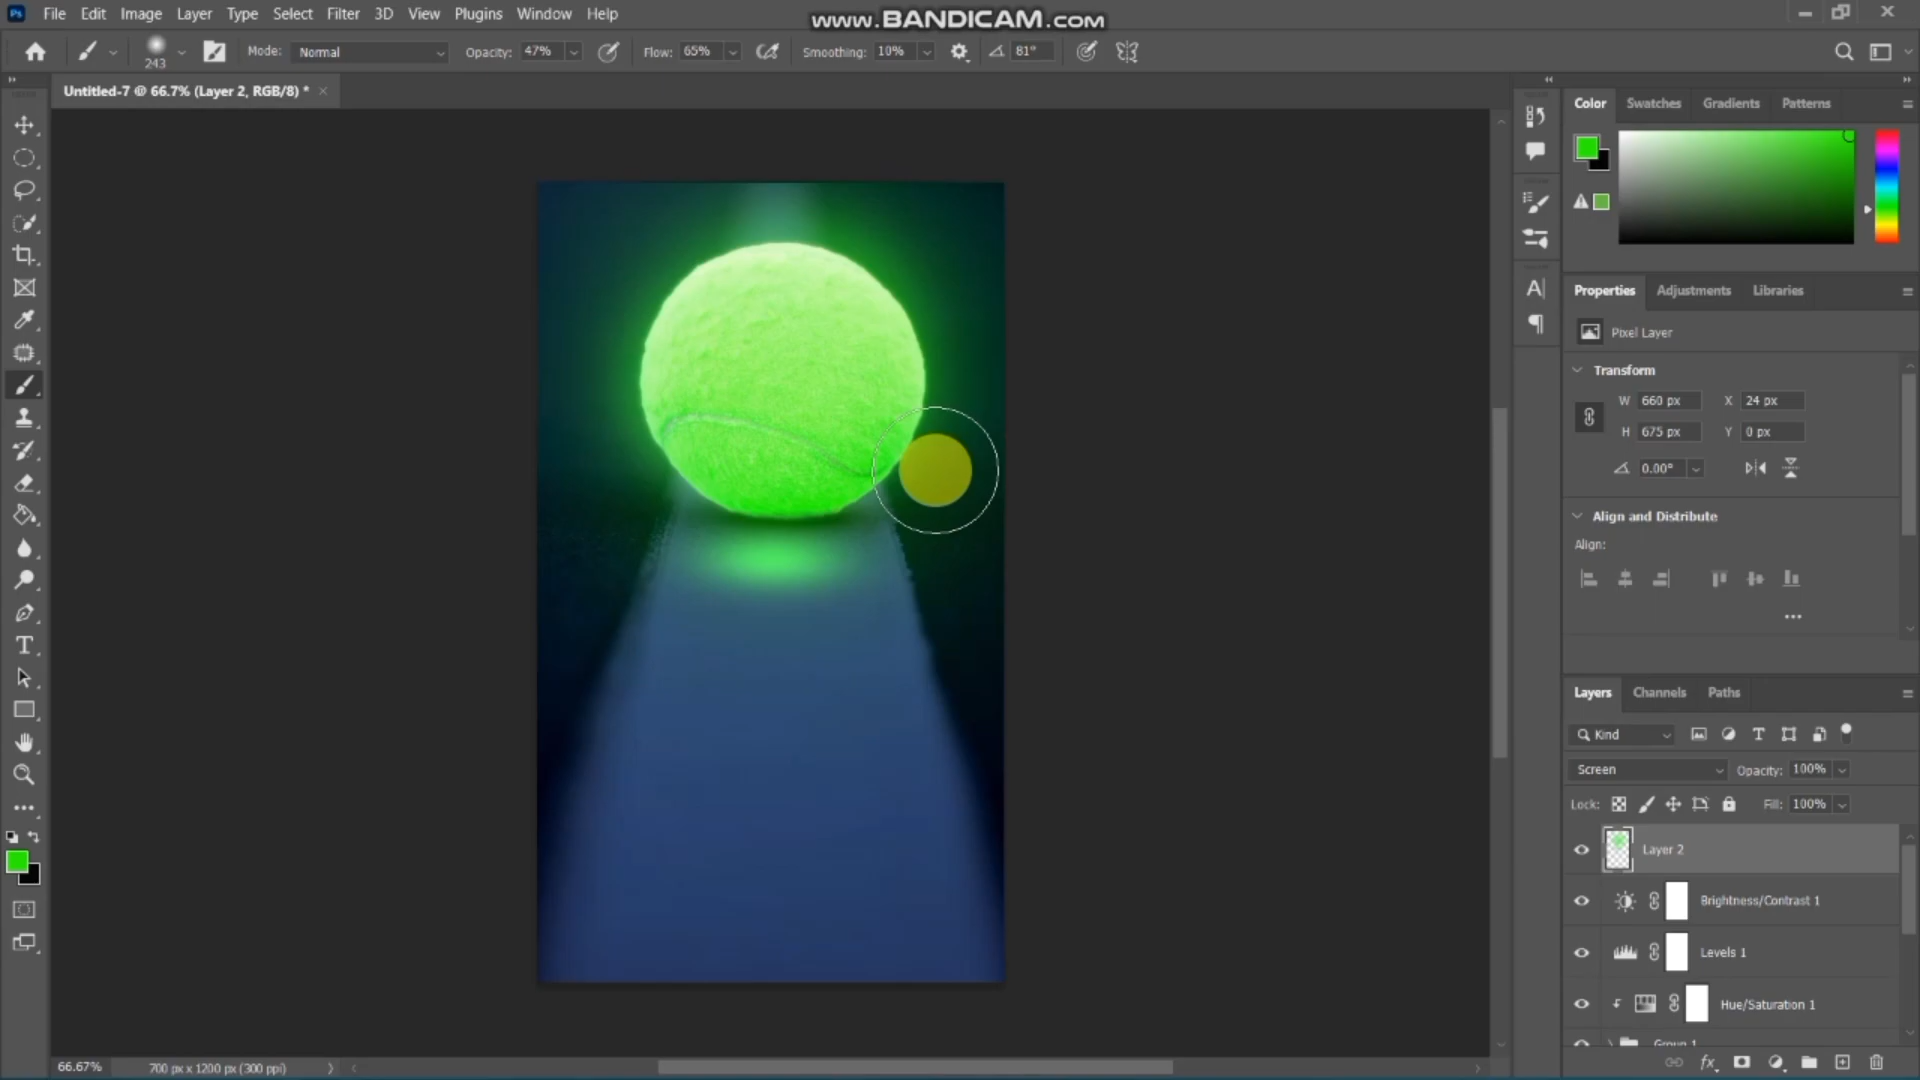 Ps File Edit Image Layer Type Select Filter 3D View Plugins Window Help
www.BANDICAM.com
243 Mode: Normal Opacity: 47% Flow: 65% Smoothing: 10% 81°
Untitled-7 @ 66.7% (Layer 2, RGB/8) * ×
Color Swatches Gradients Patterns
Properties Adjustments Libraries
Pixel Layer
Transform
W 660 px X 24 px
H 675 px Y 0 px
0.00°
Align and Distribute
Align:
Layers Channels Paths
Kind
Screen Opacity: 100%
Lock: Fill: 100%
Layer 2
Brightness/Contrast 1
Levels 1
Hue/Saturation 1
Group 1
66.67% 700 px x 1200 px (300 ppi)